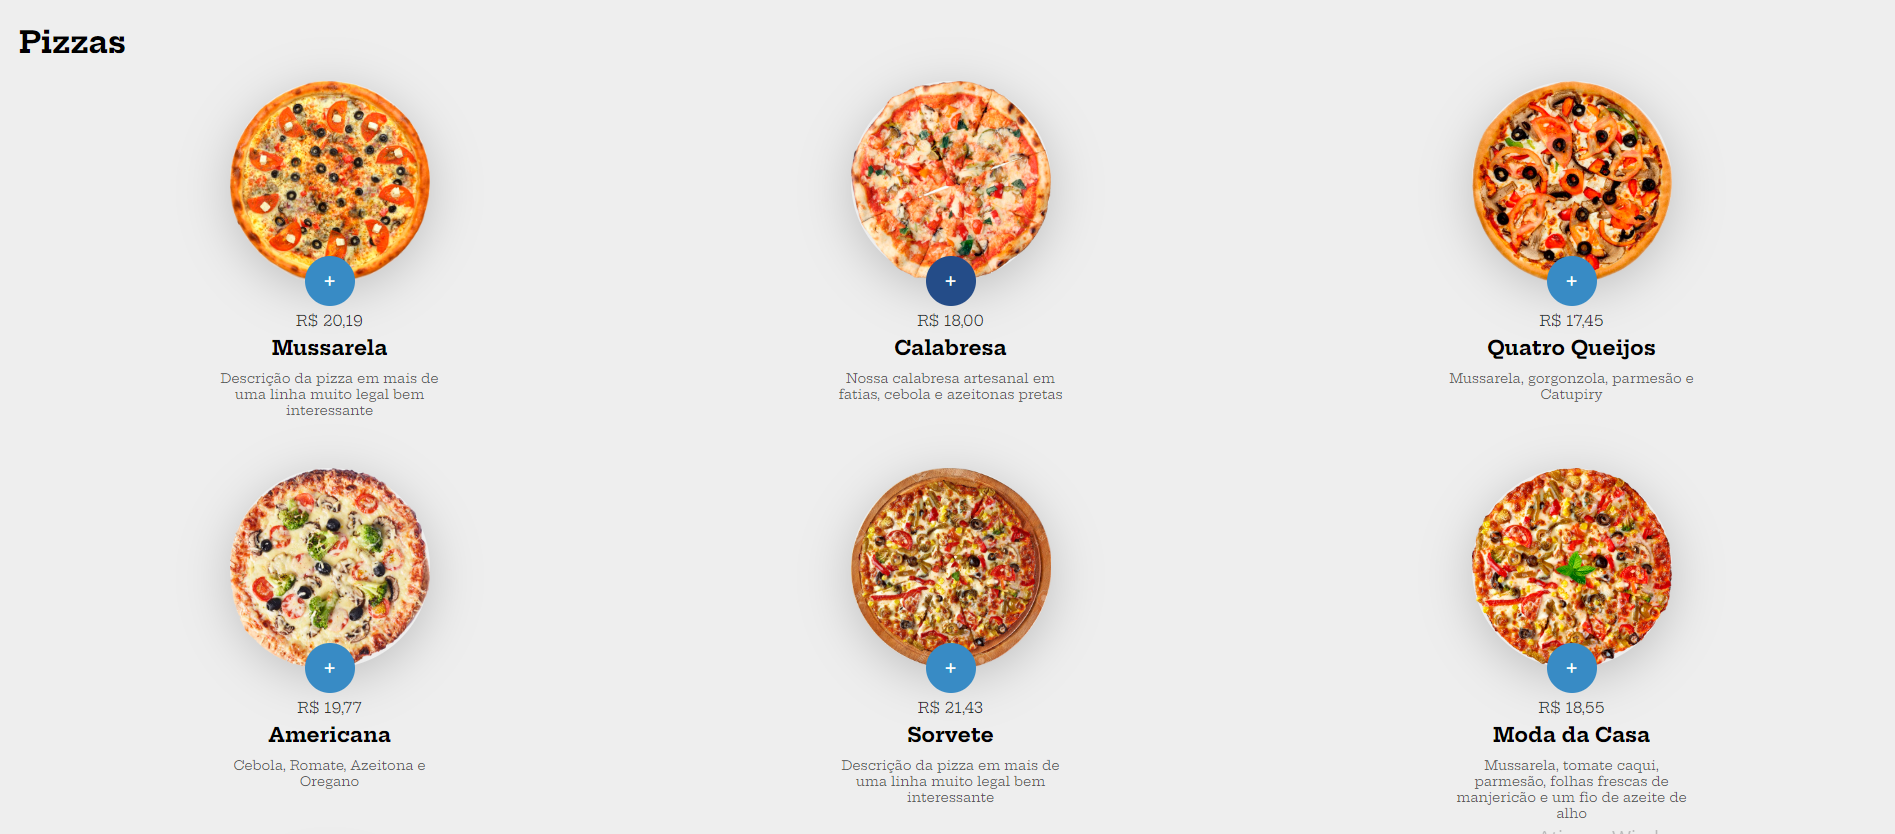 Pizzas
+
+
+
R$ 20,19
R$ 18,00
R$ 17,45
Mussarela
Calabresa
Quatro Queijos
Descrição da pizza em mais de
uma linha muito legal bem
interessante
Nossa calabresa artesanal em
fatias, cebola e azeitonas pretas
Mussarela, gorgonzola, parmesão e
Catupiry
+
+
+
R$ 19,77
R$ 21,43
R$ 18,55
Americana
Sorvete
Moda da Casa
Cebola, Romate, Azeitona e
Oregano
Descrição da pizza em mais de
uma linha muito legal bem
interessante
Mussarela, tomate caqui,
parmesão, folhas frescas de
manjericão e um fio de azeite de
alho